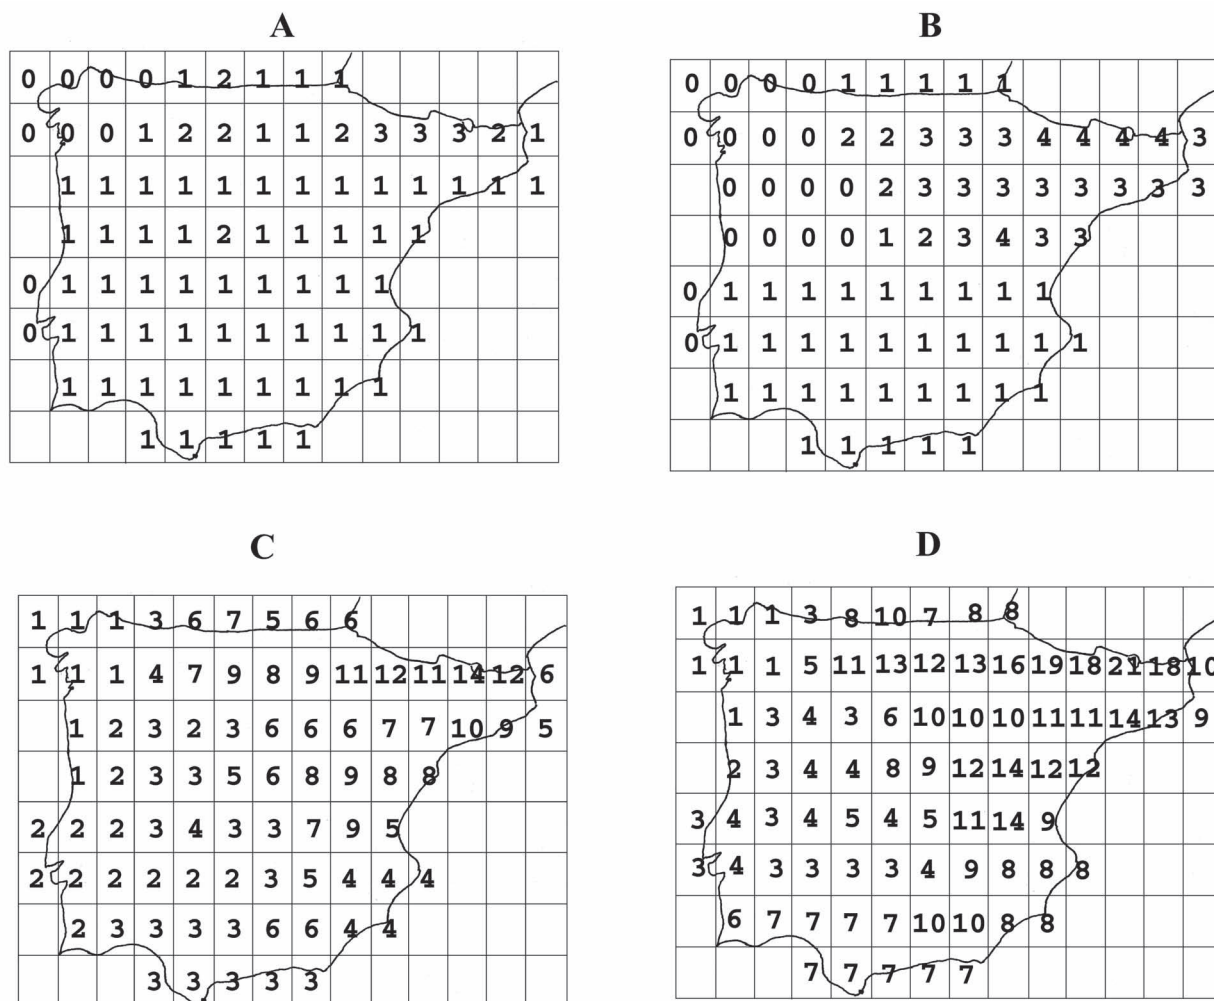 A
0 0 0 0 1 2 1 1 1
0 0 0 1 2 2 1 1 2 3 3 3 2 1
1 1 1 1 1 1 1 1 1 1 1 1 1
1 1 1 1 2 1 1 1 1 1
0 1 1 1 1 1 1 1 1 1
0 1 1 1 1 1 1 1 1 1 1
1 1 1 1 1 1 1 1 1
1 1 1 1 1
B
0 0 0 0 1 1 1 1 1
0 0 0 0 2 2 3 3 3 4 4 4 4 3
0 0 0 0 2 3 3 3 3 3 3 3 3
0 0 0 0 1 2 3 4 3 3
0 1 1 1 1 1 1 1 1 1
0 1 1 1 1 1 1 1 1 1 1
1 1 1 1 1 1 1 1 1
1 1 1 1 1
C
1 1 1 3 6 7 5 6 6
1 1 1 4 7 9 8 9 11 12 11 14 12 6
1 2 3 2 3 6 6 6 7 7 10 9 5
1 2 3 3 5 6 8 9 8 8
2 2 2 3 4 3 3 7 9 5
2 2 2 2 2 2 3 5 4 4 4
2 3 3 3 3 6 6 4 4
3 3 3 3 3
D
1 1 1 3 8 10 7 8 8
1 1 1 5 11 13 12 13 16 19 18 21 18 10
1 3 4 3 6 10 10 10 11 11 14 13 9
2 3 4 4 8 9 12 14 12 12
3 4 3 4 5 4 5 11 14 9
3 4 3 3 3 3 4 9 8 8 8
6 7 7 7 7 10 10 8 8
7 7 7 7 7